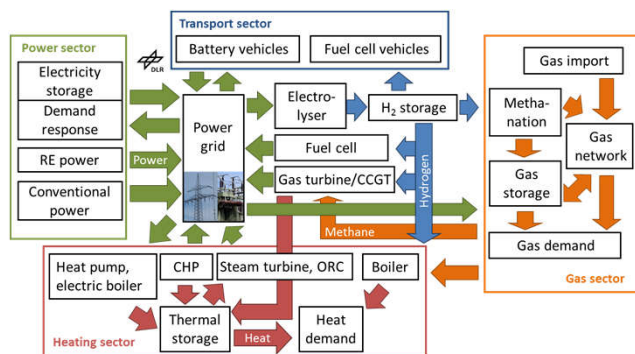 Transport sector
Battery vehicles
Fuel cell vehicles
Power sector
DLR
Electricity
storage
Demand
response
RE power
Conventional
power
Power
Power
grid
Electro-
lyser
H2 storage
Fuel cell
Gas turbine/CCGT
Hydrogen
Methane
Gas import
Metha-
nation
Gas
network
Gas
storage
Gas demand
Gas sector
Heat pump,
electric boiler
CHP
Steam turbine, ORC
Boiler
Thermal
storage
Heat
Heat
demand
Heating sector